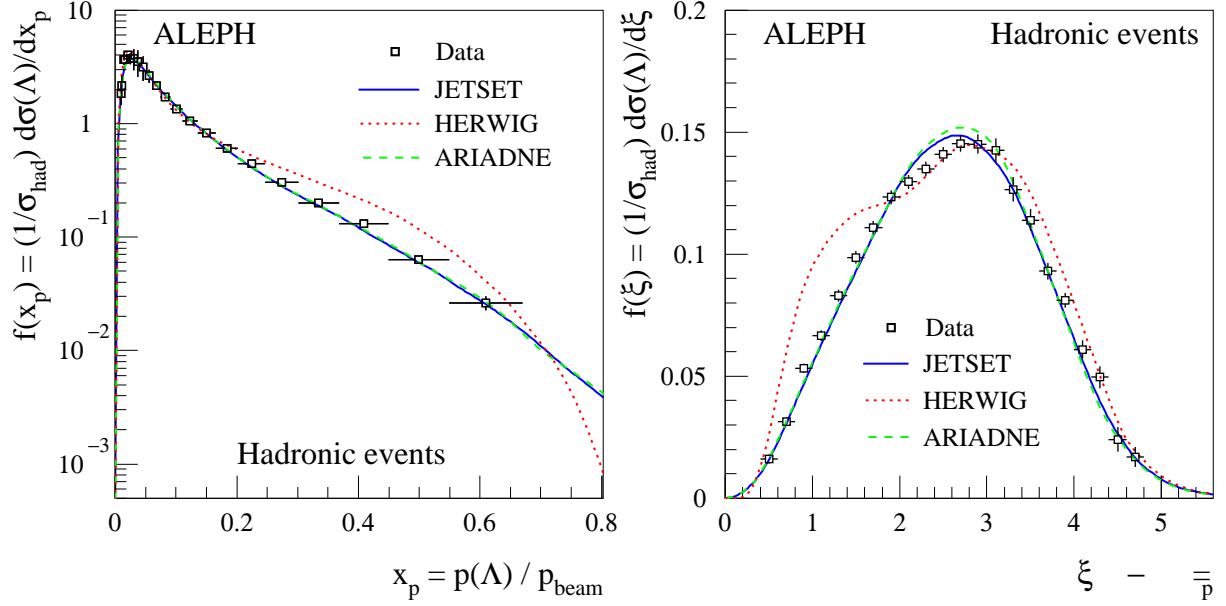 ALEPH
Data
JETSET
HERWIG
ARIADNE
Hadronic events
f(x_p) = (1/σ_had) dσ(Λ)/dx_p
10
1
10⁻¹
10⁻²
10⁻³
0 0.2 0.4 0.6 0.8
x_p = p(Λ) / p_beam
ALEPH Hadronic events
Data
JETSET
HERWIG
ARIADNE
f(ξ) = (1/σ_had) dσ(Λ)/dξ
0.2
0.15
0.1
0.05
0
0 1 2 3 4 5
ξ – = p